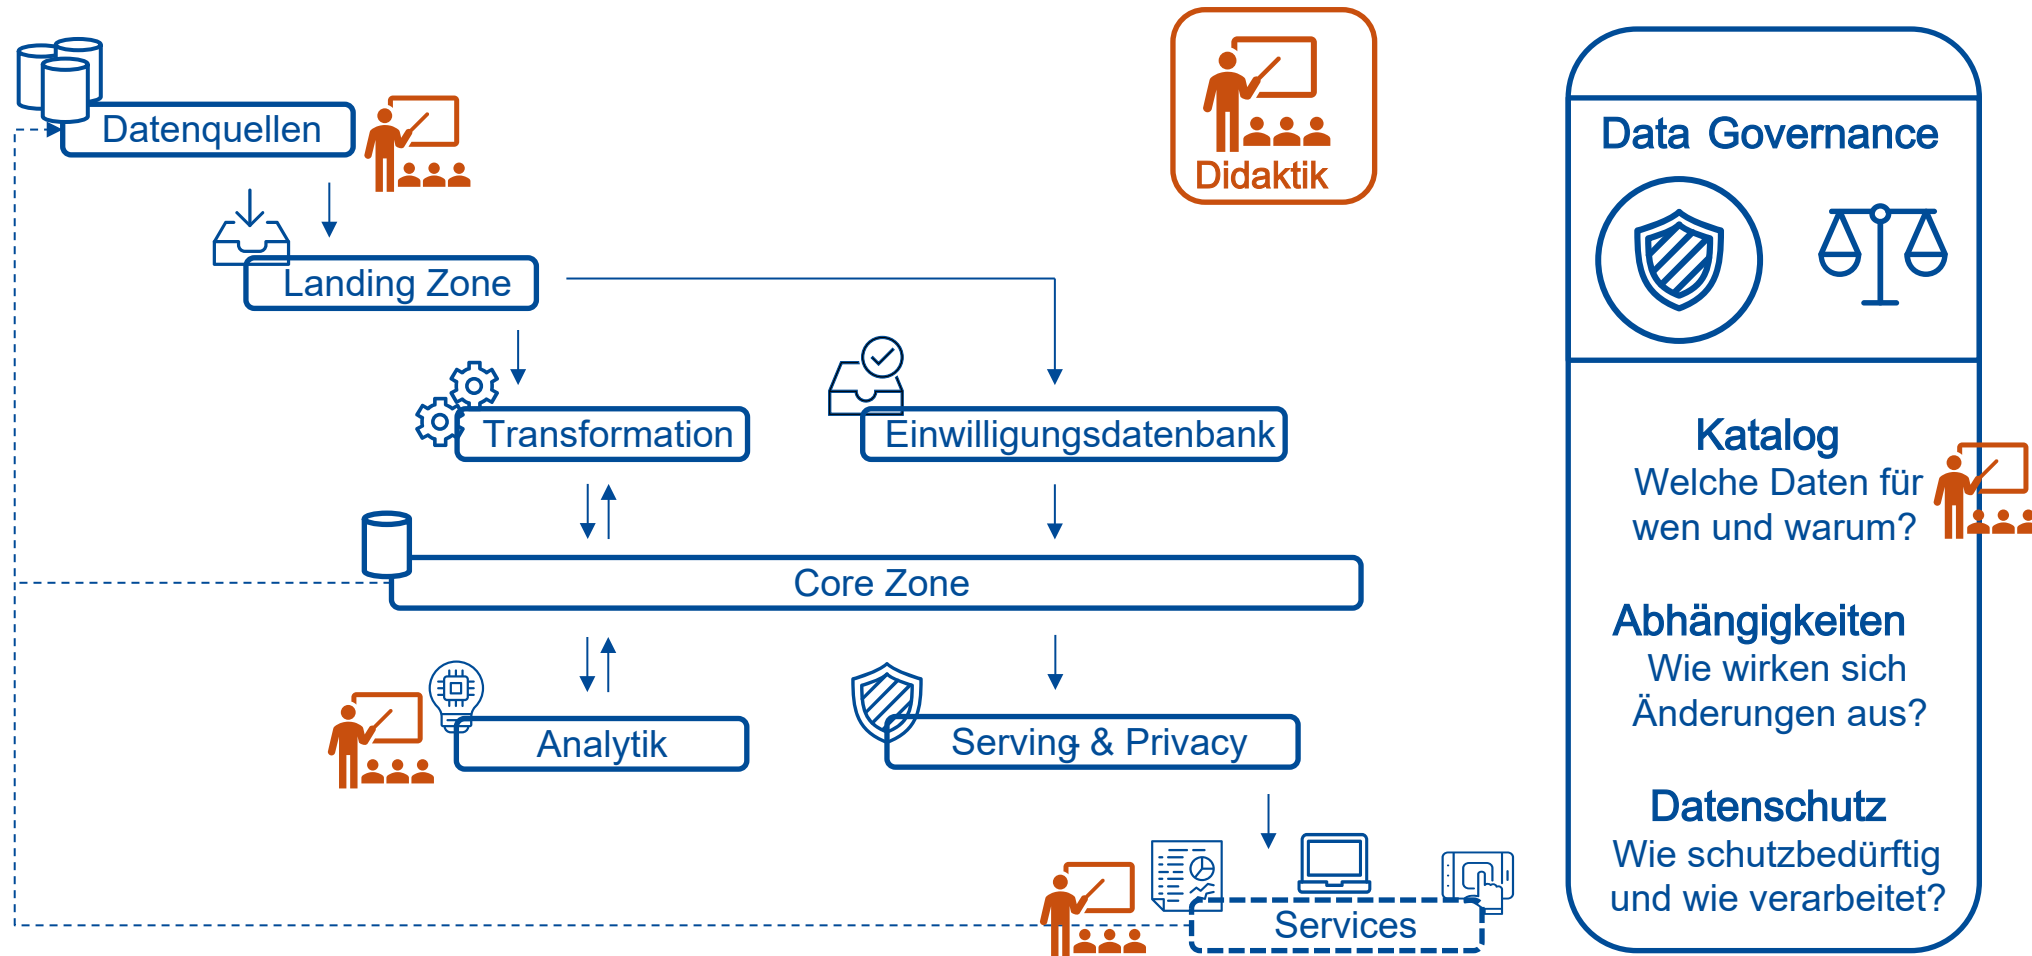 Datenquellen
Didaktik
Landing Zone
Transformation
Einwilligungsdatenbank
Core Zone
Analytik
Serving- & Privacy
Services
Data Governance
Katalog
Welche Daten für
wen und warum?
Abhängigkeiten
Wie wirken sich
Änderungen aus?
Datenschutz
Wie schutzbedürftig
und wie verarbeitet?